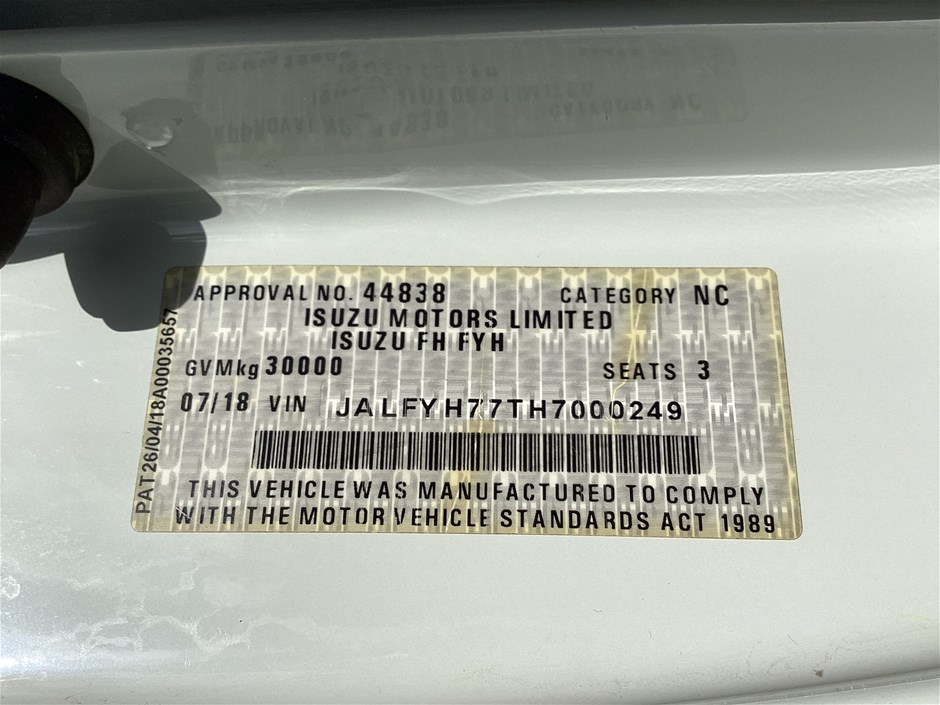 APPROVAL NO. 44838 CATEGORY NC
ISUZU MOTORS LIMITED
ISUZU FH FYH
GVMkg 30000 SEATS 3
07/18 VIN JALFYH77TH7000249
THIS VEHICLE WAS MANUFACTURED TO COMPLY
WITH THE MOTOR VEHICLE STANDARDS ACT 1989
PAT 26/04/18A00035657